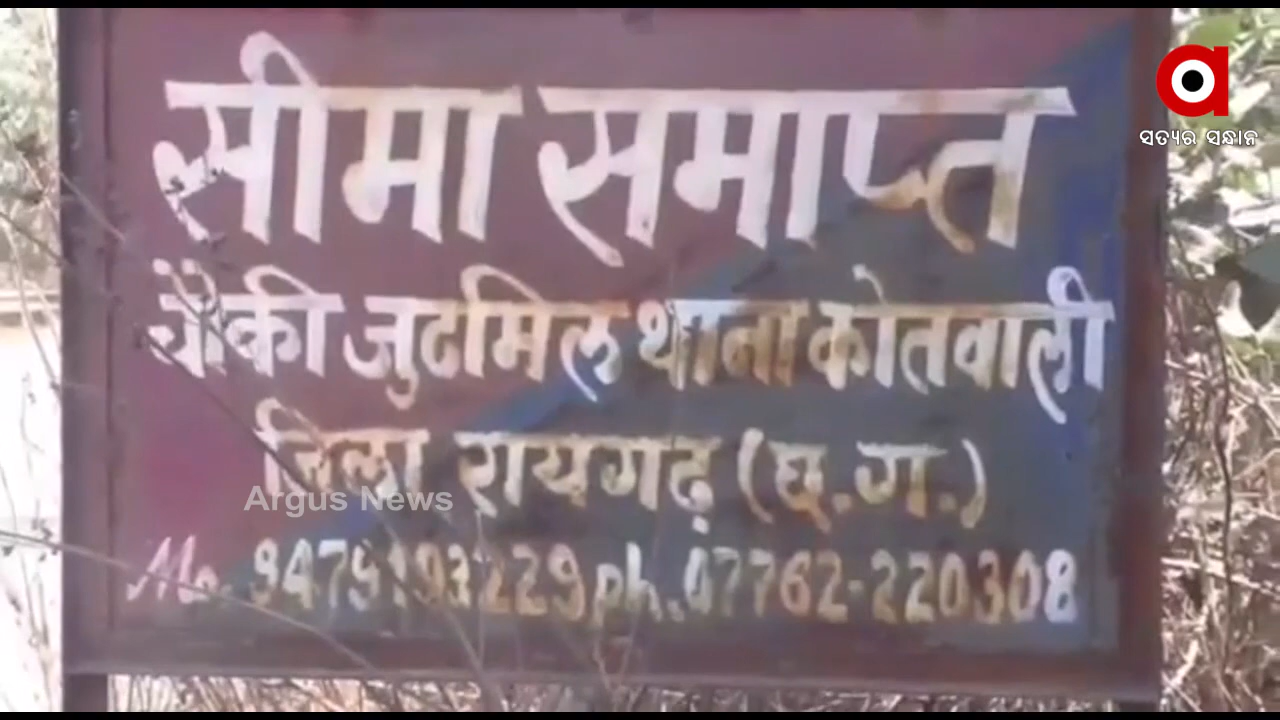 ସତ୍ୟର ସନ୍ଧାନ
सीमा समाप्त
चौकी जुटमिल थाना कोतवाली
जिला रायगढ़ (छ.ग.)
Argus News
Mo. 9479193229 ph. 07762-220308